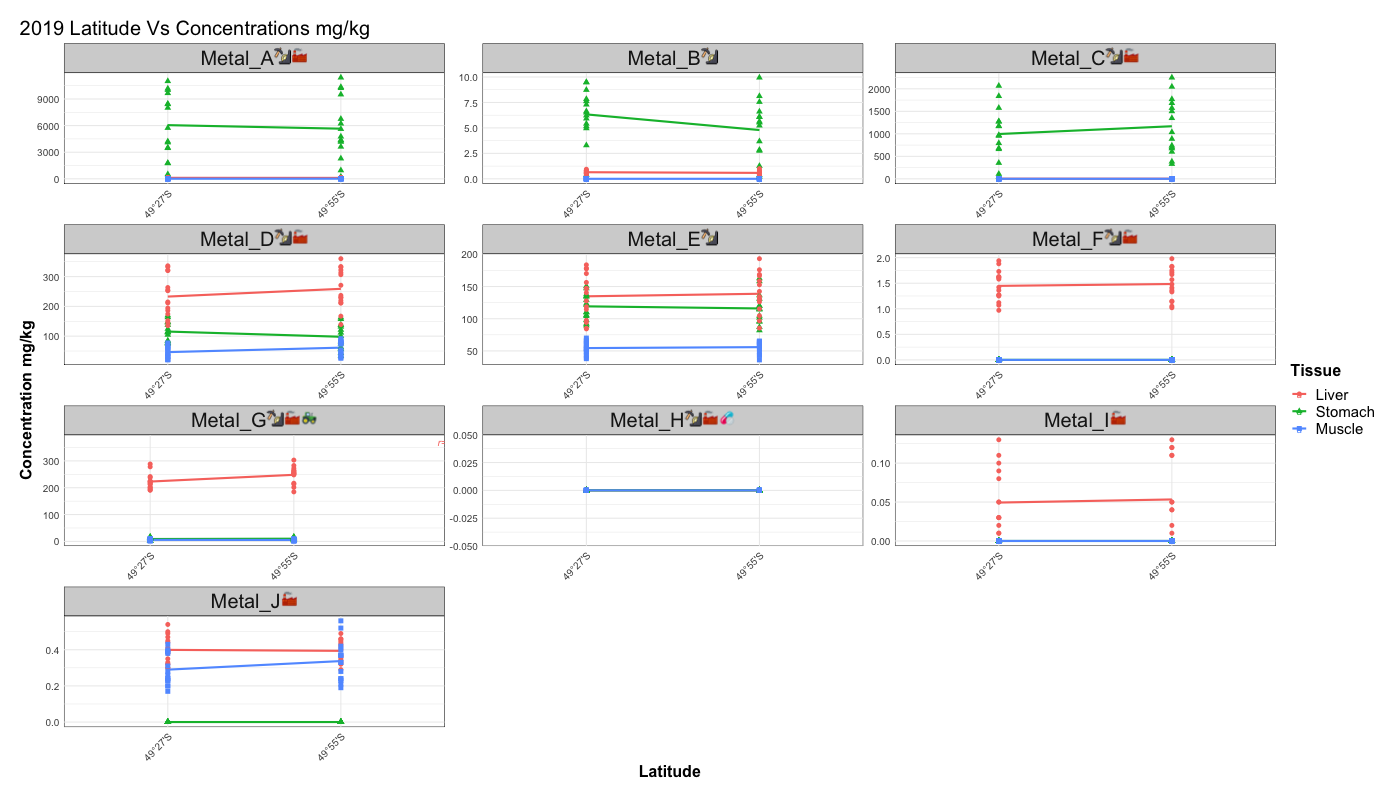 2019 Latitude Vs Concentrations mg/kg
Metal_A⛏️🏭 Metal_B⛏️ Metal_C⛏️🏭
9000
6000
3000
0
10.0
7.5
5.0
2.5
0.0
2000
1500
1000
500
0
49°27'S 49°55'S 49°27'S 49°55'S 49°27'S 49°55'S
Metal_D⛏️🏭 Metal_E⛏️ Metal_F⛏️🏭
300
200
100
200
150
100
50
2.0
1.5
1.0
0.5
0.0
49°27'S 49°55'S 49°27'S 49°55'S 49°27'S 49°55'S
Metal_G⛏️🏭🚜 Metal_H⛏️🏭 Metal_I🏭
300
200
100
0
0.050
0.025
0.000
-0.025
-0.050
0.10
0.05
0.00
49°27'S 49°55'S 49°27'S 49°55'S 49°27'S 49°55'S
Metal_J🏭
0.4
0.2
0.0
49°27'S 49°55'S
Concentration mg/kg
Latitude
Tissue
Liver
Stomach
Muscle